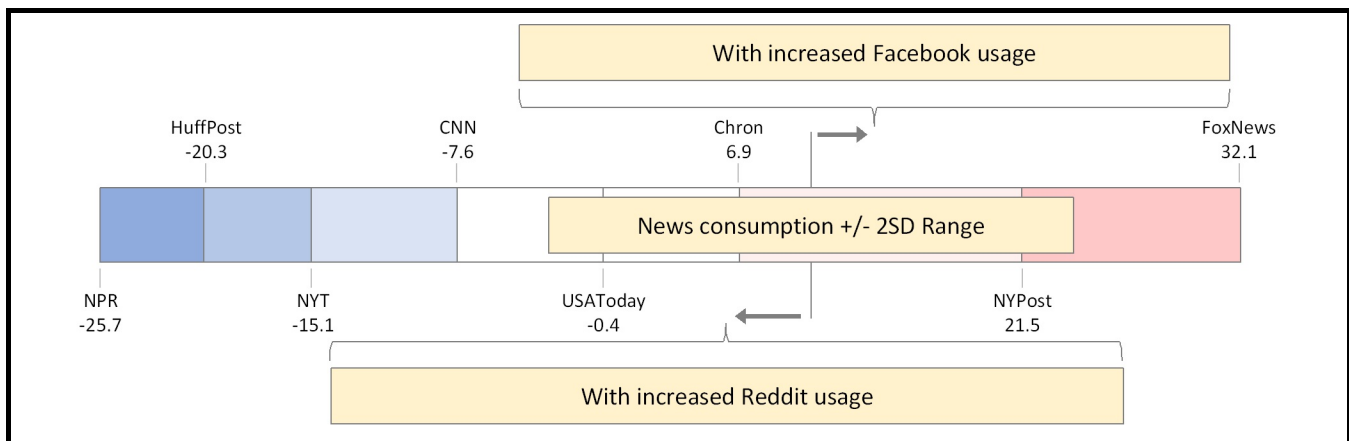 With increased Facebook usage
HuffPost
-20.3
CNN
-7.6
Chron
6.9
FoxNews
32.1
News consumption +/- 2SD Range
NPR
-25.7
NYT
-15.1
USAToday
-0.4
NYPost
21.5
With increased Reddit usage